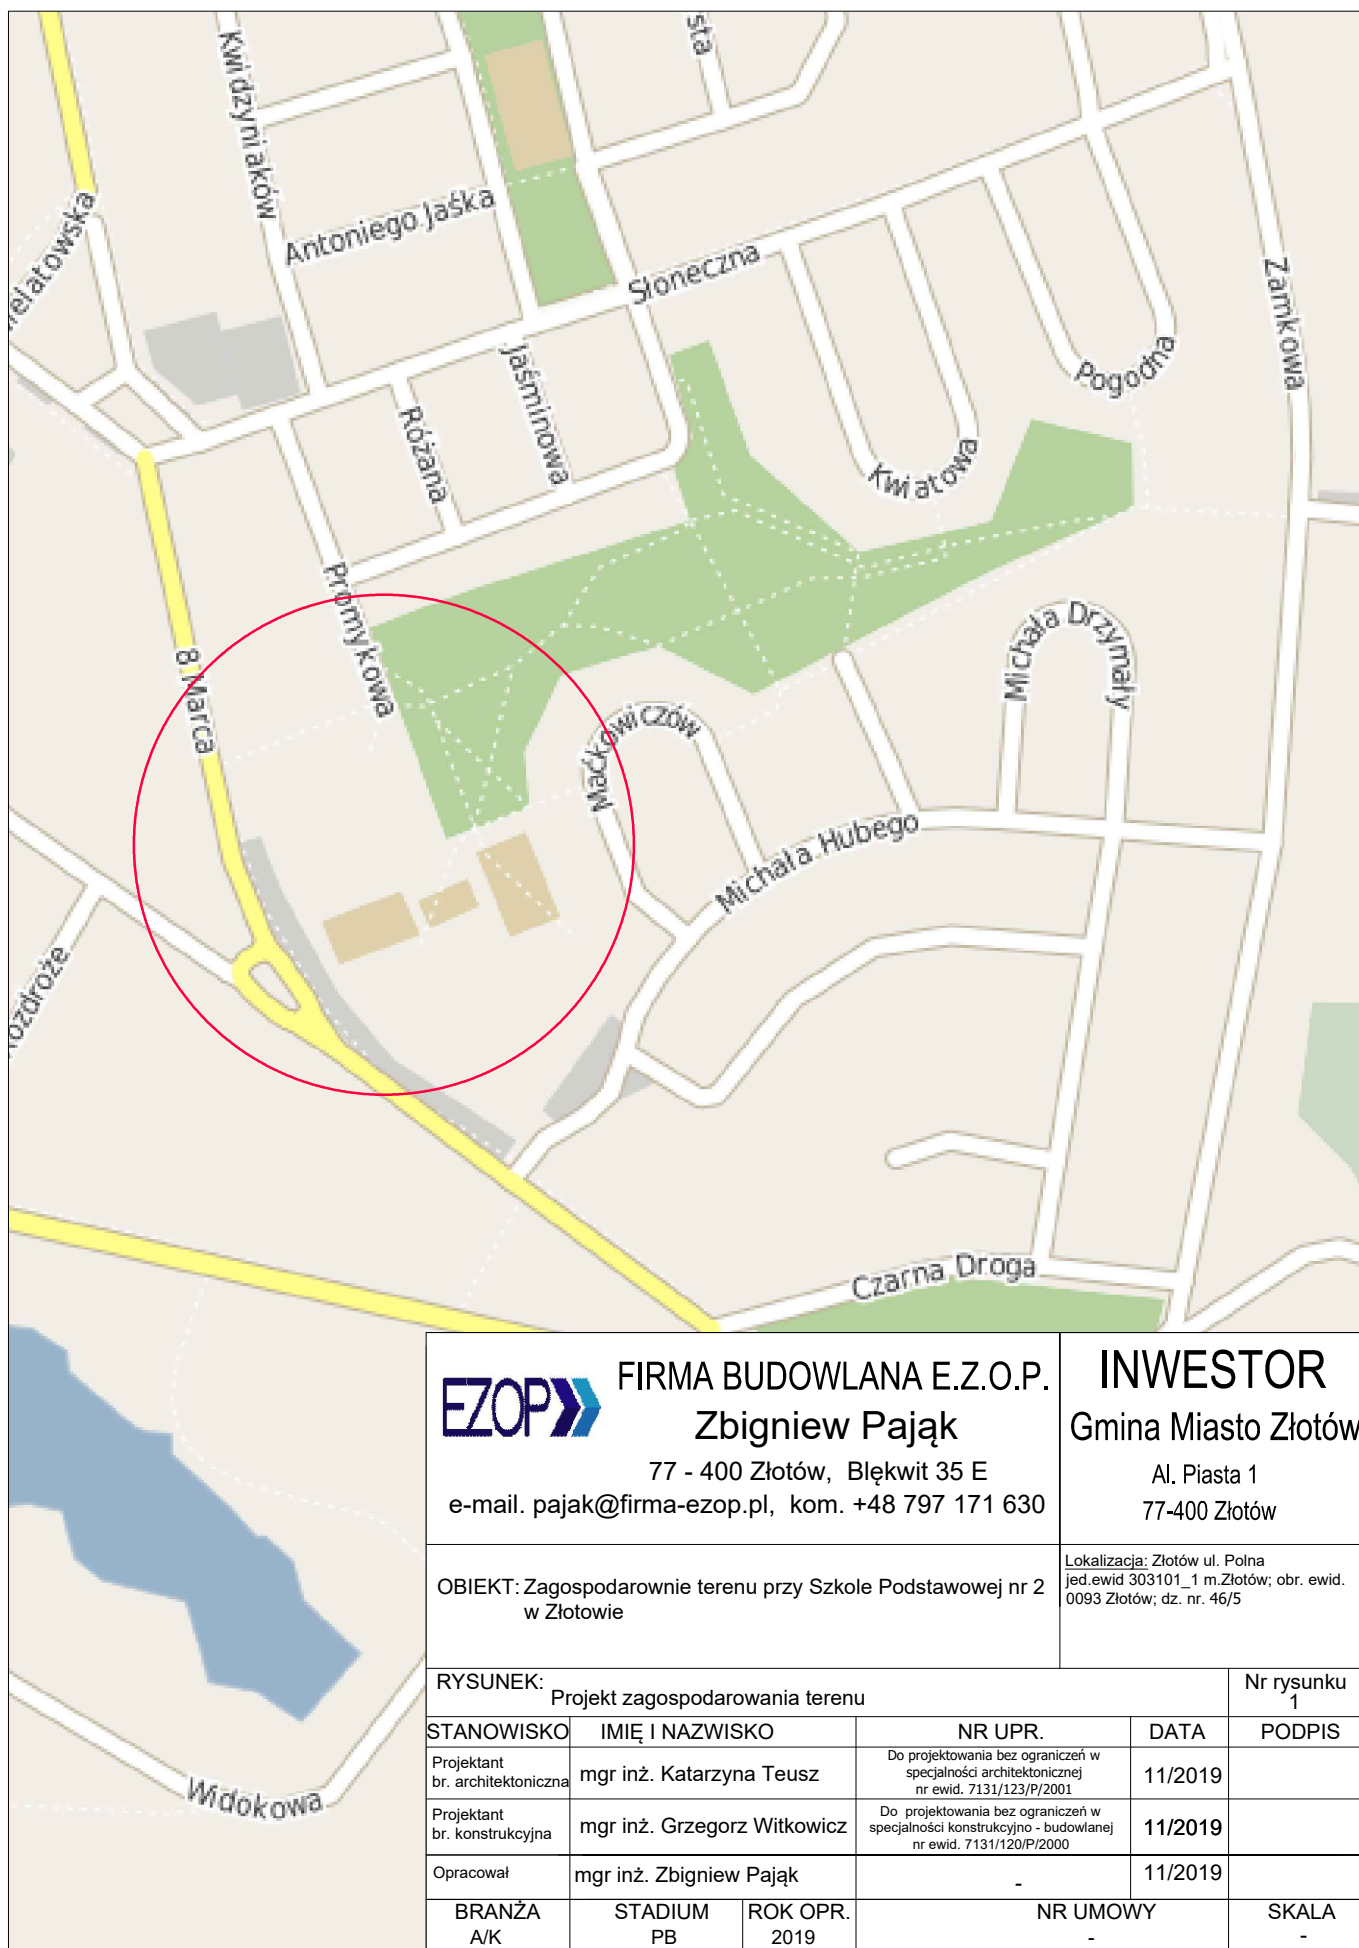 sta
Kwidzyniaków
Antoniego Jaśka
Słoneczna
Zamkowa
Pogodna
Jaśminowa
Różana
Kwiatowa
Promykowa
8 Marca
Michała Drzymały
Maćkowiczów
Michała Hubego
Czarna Droga
Widokowa
EZOP
FIRMA BUDOWLANA E.Z.O.P.
Zbigniew Pająk
77 - 400 Złotów, Blękwit 35 E
e-mail. pajak@firma-ezop.pl, kom. +48 797 171 630
INWESTOR
Gmina Miasto Złotów
Al. Piasta 1
77-400 Złotów
OBIEKT: Zagospodarownie terenu przy Szkole Podstawowej nr 2
w Złotowie
Lokalizacja: Złotów ul. Polna
jed.ewid 303101_1 m.Złotów; obr. ewid.
0093 Złotów; dz. nr. 46/5
RYSUNEK:
Projekt zagospodarowania terenu
Nr rysunku
1
STANOWISKO IMIĘ I NAZWISKO NR UPR. DATA PODPIS
Projektant
br. architektoniczna
mgr inż. Katarzyna Teusz
Do projektowania bez ograniczeń w
specjalności architektonicznej
nr ewid. 7131/123/P/2001
11/2019
Projektant
br. konstrukcyjna
mgr inż. Grzegorz Witkowicz
Do projektowania bez ograniczeń w
specjalności konstrukcyjno - budowlanej
nr ewid. 7131/120/P/2000
11/2019
Opracował
mgr inż. Zbigniew Pająk
-
11/2019
BRANŻA STADIUM ROK OPR. NR UMOWY SKALA
A/K PB 2019 - -